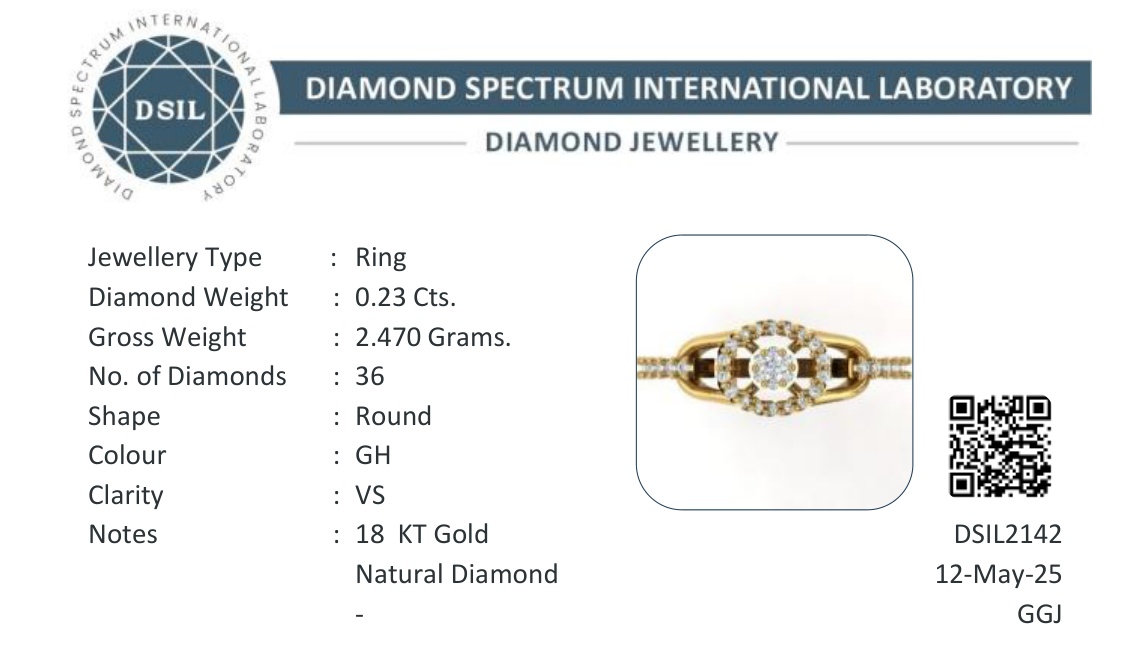 DIAMOND SPECTRUM INTERNATIONAL LABORATORY
DSIL
DIAMOND SPECTRUM INTERNATIONAL LABORATORY
DIAMOND JEWELLERY
Jewellery Type : Ring
Diamond Weight : 0.23 Cts.
Gross Weight : 2.470 Grams.
No. of Diamonds : 36
Shape : Round
Colour : GH
Clarity : VS
Notes : 18 KT Gold
Natural Diamond
-
DSIL2142
12-May-25
GGJ